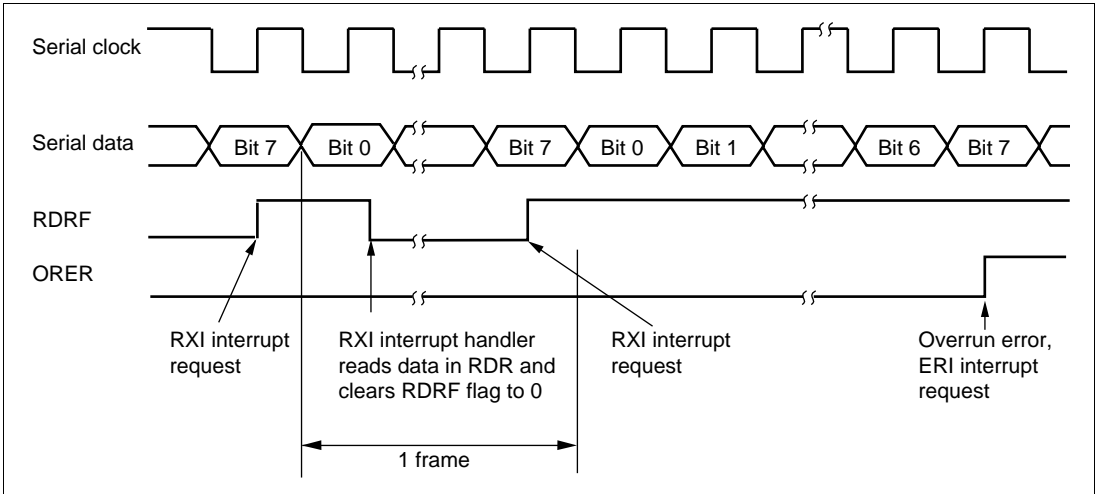 Serial clock
Serial data
Bit 7
Bit 0
Bit 7
Bit 0
Bit 1
Bit 6
Bit 7
RDRF
ORER
RXI interrupt
request
RXI interrupt handler
reads data in RDR and
clears RDRF flag to 0
RXI interrupt
request
Overrun error,
ERI interrupt
request
1 frame